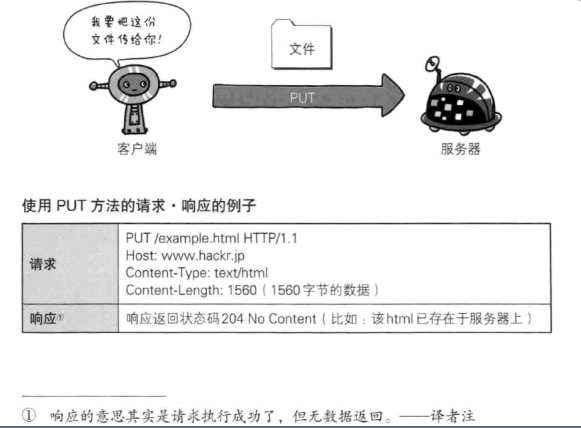 我要把这份
文件传给你！
文件
PUT
客户端
服务器
使用 PUT 方法的请求·响应的例子
请求
PUT /example.html HTTP/1.1
Host: www.hackr.jp
Content-Type: text/html
Content-Length: 1560（1560字节的数据）
响应①
响应返回状态码204 No Content（比如：该html已存在于服务器上）
① 响应的意思其实是请求执行成功了，但无数据返回。——译者注